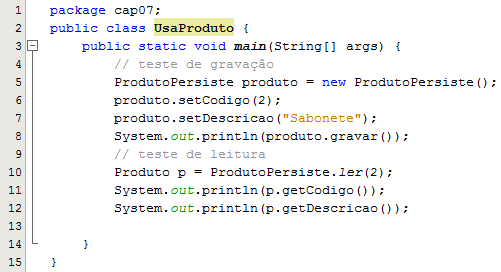 1 package cap07;
2 public class UsaProduto {
3 public static void main(String[] args) {
4 // teste de gravação
5 ProdutoPersiste produto = new ProdutoPersiste();
6 produto.setCodigo(2);
7 produto.setDescricao("Sabonete");
8 System.out.println(produto.gravar());
9 // teste de leitura
10 Produto p = ProdutoPersiste.ler(2);
11 System.out.println(p.getCodigo());
12 System.out.println(p.getDescricao());
13
14 }
15 }